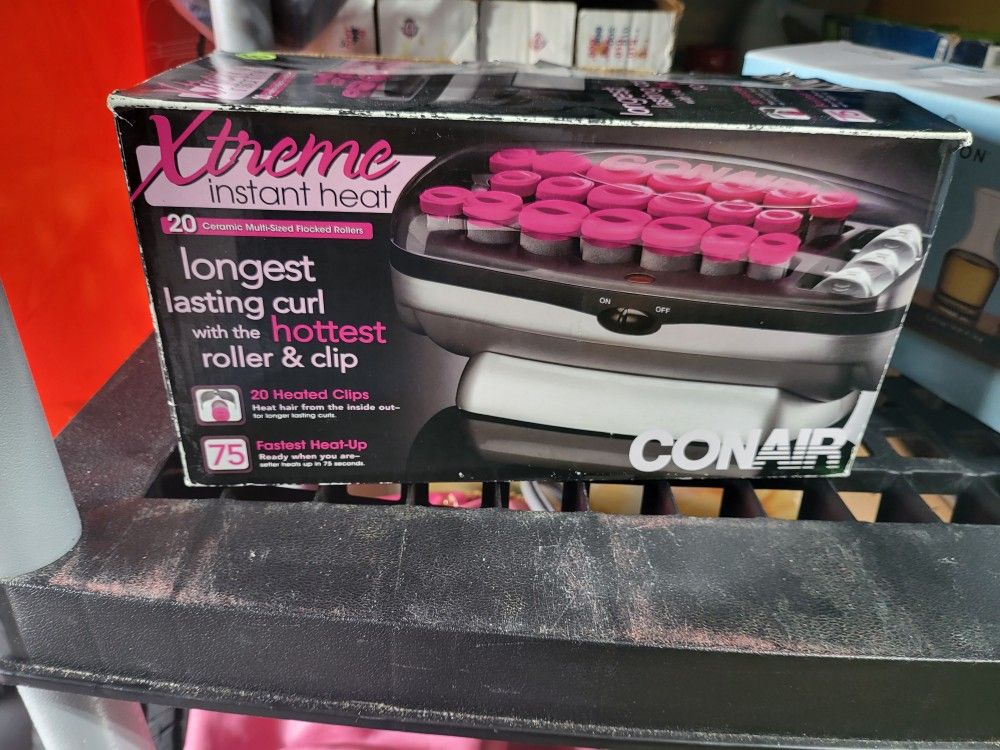 Xtreme
instant heat
20 Ceramic Multi-Sized Flocked Rollers
longest
lasting curl
with the hottest
roller & clip
20 Heated Clips
Heat hair from the inside out–
for longer lasting curls.
75
Fastest Heat-Up
Ready when you are–
setter heats up in 75 seconds.
CONAIR
ON
OFF
CONAIR
ON